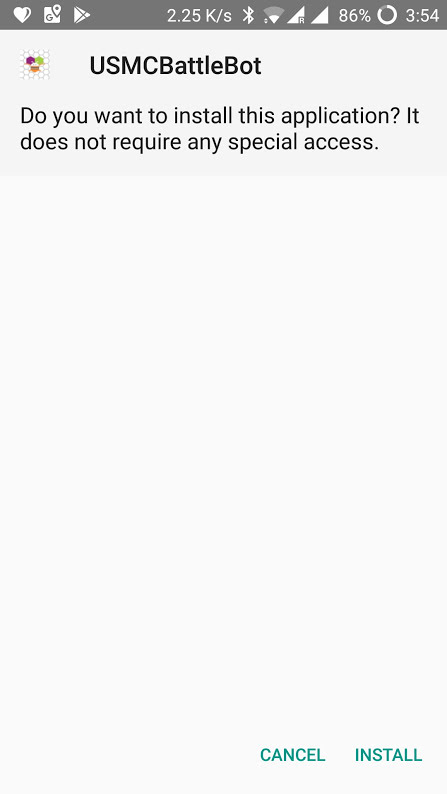 2.25 K/s 86% 3:54
USMCBattleBot
Do you want to install this application? It
does not require any special access.
CANCEL INSTALL